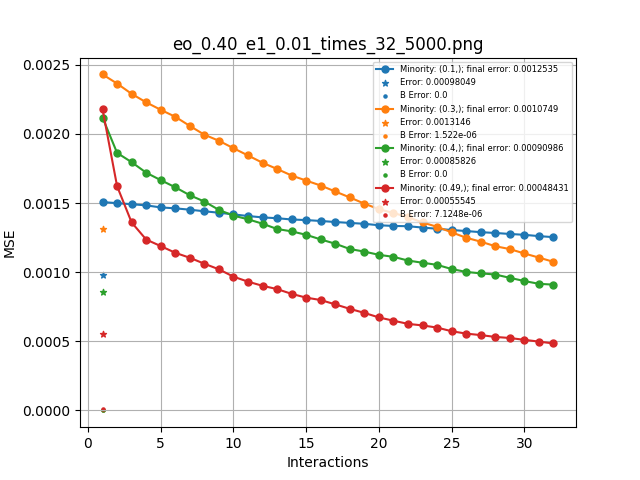 eo_0.40_e1_0.01_times_32_5000.png
MSE
0.0025
0.0020
0.0015
0.0010
0.0005
0.0000
Minority: (0.1,); final error: 0.0012535
Error: 0.00098049
B Error: 0.0
Minority: (0.3,); final error: 0.0010749
Error: 0.0013146
B Error: 1.522e-06
Minority: (0.4,); final error: 0.00090986
Error: 0.00085826
B Error: 0.0
Minority: (0.49,); final error: 0.00048431
Error: 0.00055545
B Error: 7.1248e-06
0 5 10 15 20 25 30
Interactions